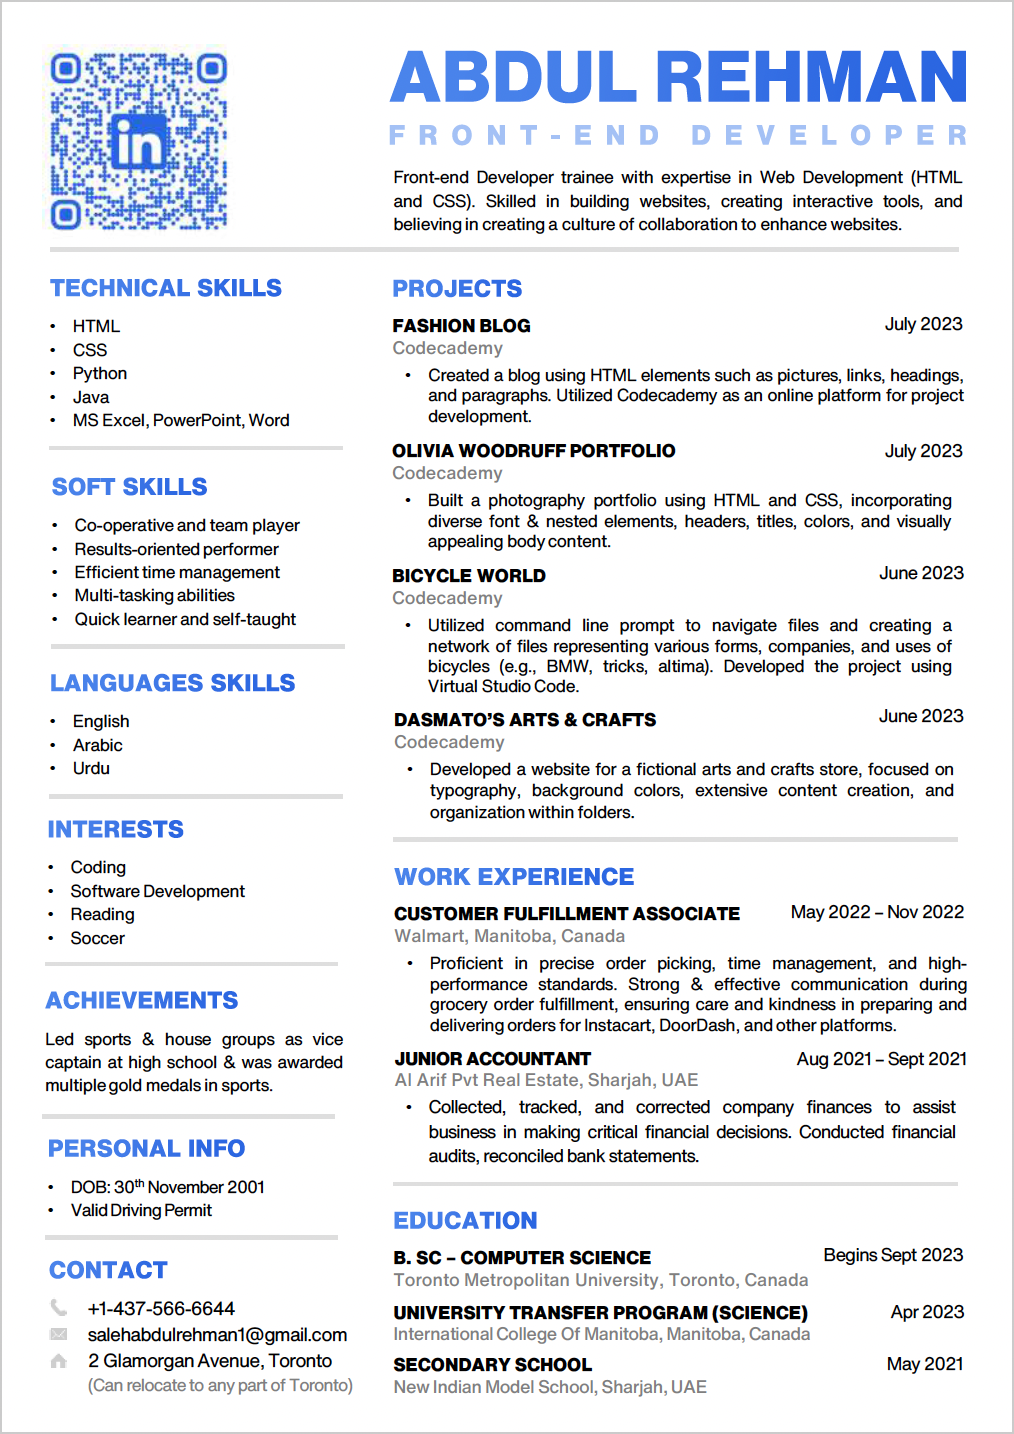 in
ABDUL REHMAN
FRONT-END DEVELOPER
Front-end Developer trainee with expertise in Web Development (HTML
and CSS). Skilled in building websites, creating interactive tools, and
believing in creating a culture of collaboration to enhance websites.
TECHNICAL SKILLS
• HTML
• CSS
• Python
• Java
• MS Excel, PowerPoint, Word
SOFT SKILLS
• Co-operative and team player
• Results-oriented performer
• Efficient time management
• Multi-tasking abilities
• Quick learner and self-taught
LANGUAGES SKILLS
• English
• Arabic
• Urdu
INTERESTS
• Coding
• Software Development
• Reading
• Soccer
ACHIEVEMENTS
Led sports & house groups as vice
captain at high school & was awarded
multiple gold medals in sports.
PERSONAL INFO
• DOB: 30th November 2001
• Valid Driving Permit
CONTACT
+1-437-566-6644
salehabdulrehman1@gmail.com
2 Glamorgan Avenue, Toronto
(Can relocate to any part of Toronto)
PROJECTS
FASHION BLOG July 2023
Codecademy
• Created a blog using HTML elements such as pictures, links, headings,
and paragraphs. Utilized Codecademy as an online platform for project
development.
OLIVIA WOODRUFF PORTFOLIO July 2023
Codecademy
• Built a photography portfolio using HTML and CSS, incorporating
diverse font & nested elements, headers, titles, colors, and visually
appealing body content.
BICYCLE WORLD June 2023
Codecademy
• Utilized command line prompt to navigate files and creating a
network of files representing various forms, companies, and uses of
bicycles (e.g., BMW, tricks, altima). Developed the project using
Virtual Studio Code.
DASMATO'S ARTS & CRAFTS June 2023
Codecademy
• Developed a website for a fictional arts and crafts store, focused on
typography, background colors, extensive content creation, and
organization within folders.
WORK EXPERIENCE
CUSTOMER FULFILLMENT ASSOCIATE May 2022 – Nov 2022
Walmart, Manitoba, Canada
• Proficient in precise order picking, time management, and high-
performance standards. Strong & effective communication during
grocery order fulfillment, ensuring care and kindness in preparing and
delivering orders for Instacart, DoorDash, and other platforms.
JUNIOR ACCOUNTANT Aug 2021 – Sept 2021
Al Arif Pvt Real Estate, Sharjah, UAE
• Collected, tracked, and corrected company finances to assist
business in making critical financial decisions. Conducted financial
audits, reconciled bank statements.
EDUCATION
B. SC – COMPUTER SCIENCE Begins Sept 2023
Toronto Metropolitan University, Toronto, Canada
UNIVERSITY TRANSFER PROGRAM (SCIENCE) Apr 2023
International College Of Manitoba, Manitoba, Canada
SECONDARY SCHOOL May 2021
New Indian Model School, Sharjah, UAE